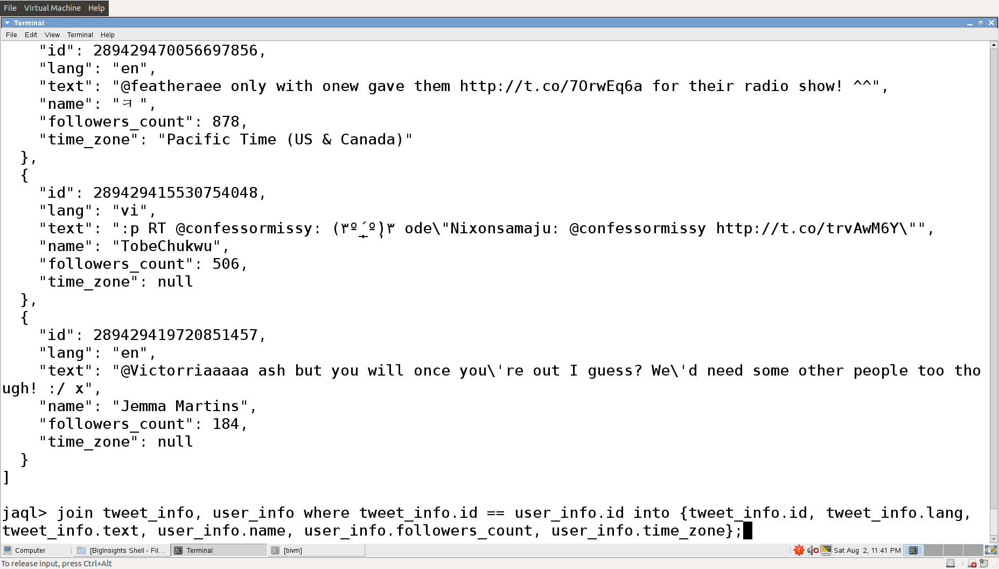 File Virtual Machine Help
Terminal
File Edit View Terminal Help
"id": 289429470056697856,
"lang": "en",
"text": "@featheraee only with onew gave them http://t.co/7OrwEq6a for their radio show! ^^",
"name": " ",
"followers_count": 878,
"time_zone": "Pacific Time (US & Canada)"
},
{
"id": 289429415530754048,
"lang": "vi",
"text": ":p RT @confessormissy: ode\"Nixonsamaju: @confessormissy http://t.co/trvAwM6Y\"",
"name": "TobeChukwu",
"followers_count": 506,
"time_zone": null
},
{
"id": 289429419720851457,
"lang": "en",
"text": "@Victorriaaaaa ash but you will once you\'re out I guess? We\'d need some other people too tho
ugh! :/ x",
"name": "Jemma Martins",
"followers_count": 184,
"time_zone": null
}
]
jaql> join tweet_info, user_info where tweet_info.id == user_info.id into {tweet_info.id, tweet_info.lang,
tweet_info.text, user_info.name, user_info.followers_count, user_info.time_zone};
Computer [BigInsights Shell - Fil... Terminal [bivm] Sat Aug 2, 11:41 PM
To release input, press Ctrl+Alt